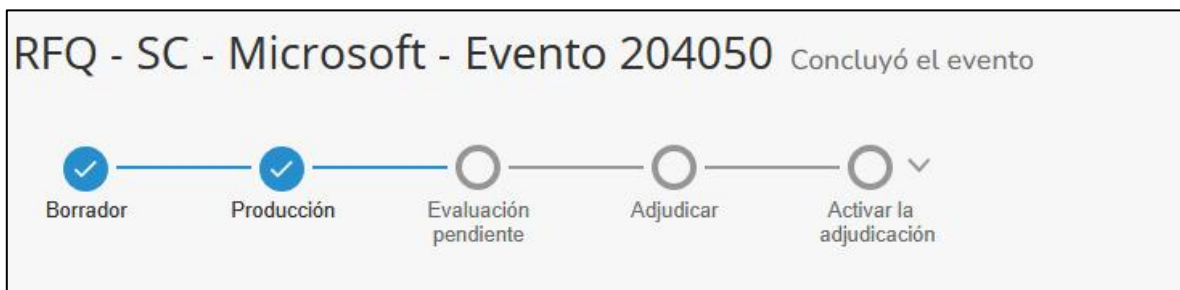 RFQ - SC - Microsoft - Evento 204050 Concluyó el evento
Borrador
Producción
Evaluación
pendiente
Adjudicar
Activar la
adjudicación